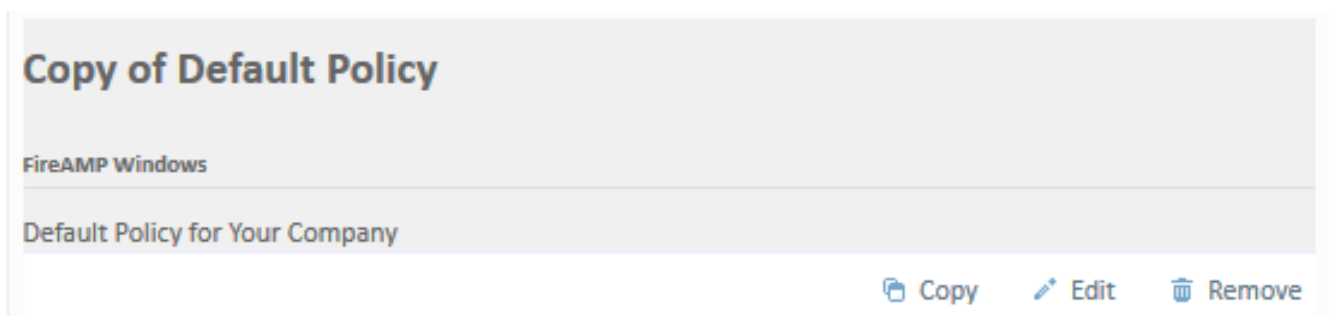 Copy of Default Policy
FireAMP Windows
Default Policy for Your Company
Copy Edit Remove